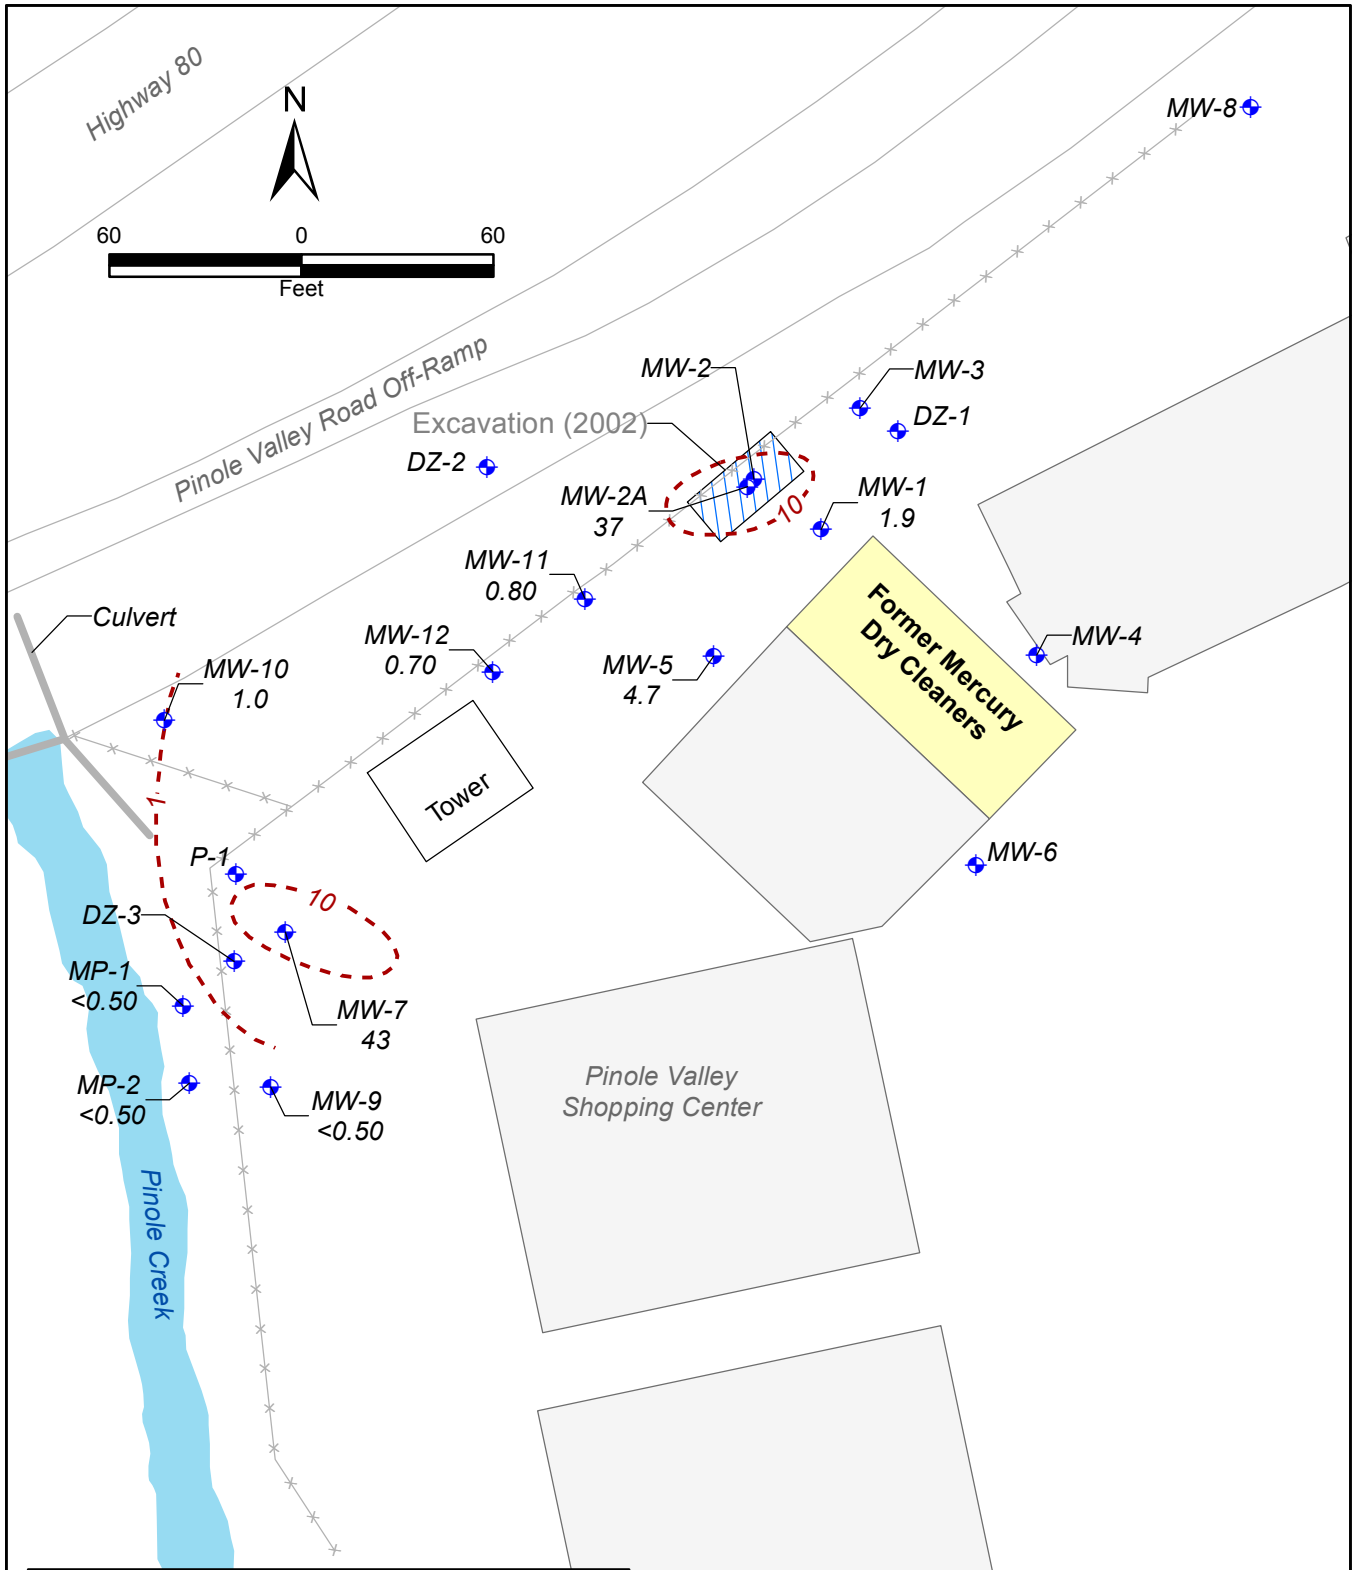 Highway 80
N
MW-8
60 0 60
Feet
Pinole Valley Road Off-Ramp
MW-2
MW-3
Excavation (2002)
DZ-1
DZ-2
MW-2A
37
10
MW-1
1.9
MW-11
0.80
Former Mercury
Dry Cleaners
Culvert
MW-12
0.70
MW-10
1.0
MW-5
4.7
MW-4
Tower
1
P-1
MW-6
10
DZ-3
MP-1
<0.50
MW-7
43
MP-2
<0.50
MW-9
<0.50
Pinole Valley
Shopping Center
Pinole Creek